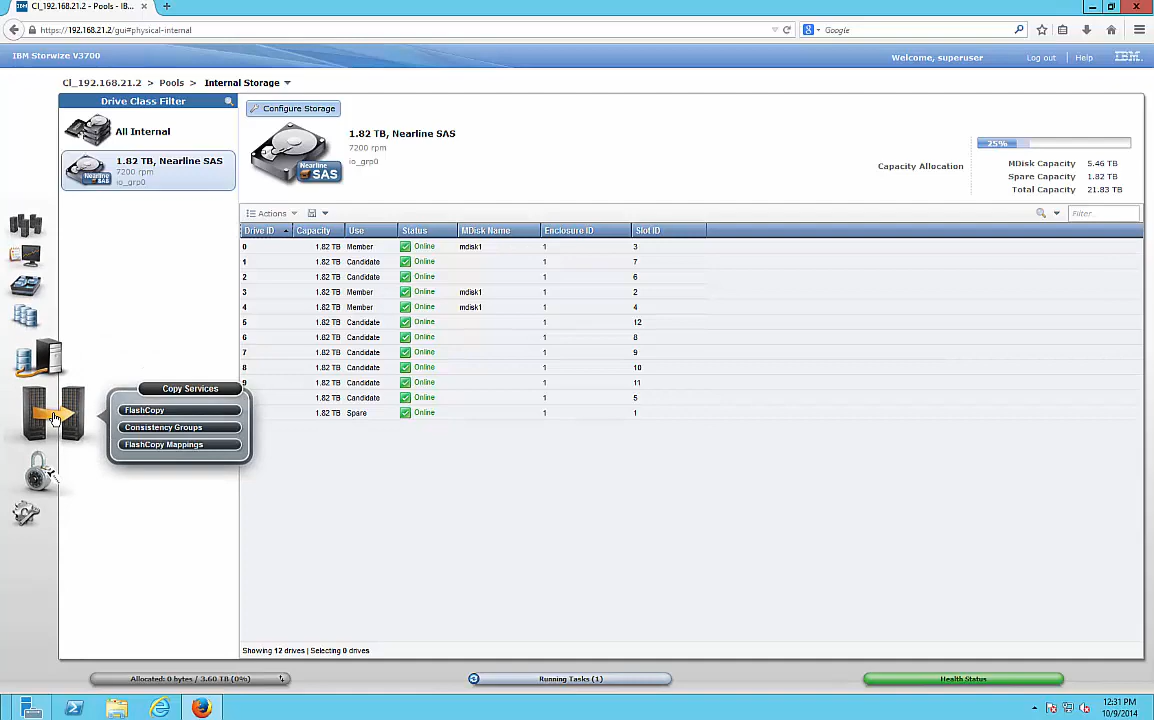 Cl_192.168.21.2 - Pools - IB...
https://192.168.21.2/gui#physical-internal
Google
IBM Storwize V3700
Welcome, superuser
Log out
Help
IBM.
Cl_192.168.21.2 > Pools > Internal Storage
Drive Class Filter
All Internal
1.82 TB, Nearline SAS
7200 rpm
io_grp0
Configure Storage
Nearline
SAS
1.82 TB, Nearline SAS
7200 rpm
io_grp0
Capacity Allocation
25%
MDisk Capacity 5.46 TB
Spare Capacity 1.82 TB
Total Capacity 21.83 TB
Actions
Filter
Drive ID Capacity Use Status MDisk Name Enclosure ID Slot ID
0 1.82 TB Member Online mdisk1 1 3
1 1.82 TB Candidate Online 1 7
2 1.82 TB Candidate Online 1 6
3 1.82 TB Member Online mdisk1 1 2
4 1.82 TB Member Online mdisk1 1 4
5 1.82 TB Candidate Online 1 12
6 1.82 TB Candidate Online 1 8
7 1.82 TB Candidate Online 1 9
8 1.82 TB Candidate Online 1 10
9 1.82 TB Candidate Online 1 11
1.82 TB Candidate Online 1 5
1.82 TB Spare Online 1 1
Copy Services
FlashCopy
Consistency Groups
FlashCopy Mappings
Showing 12 drives | Selecting 0 drives
Allocated: 0 bytes / 3.60 TB (0%)
Running Tasks (1)
Health Status
12:31 PM
10/9/2014